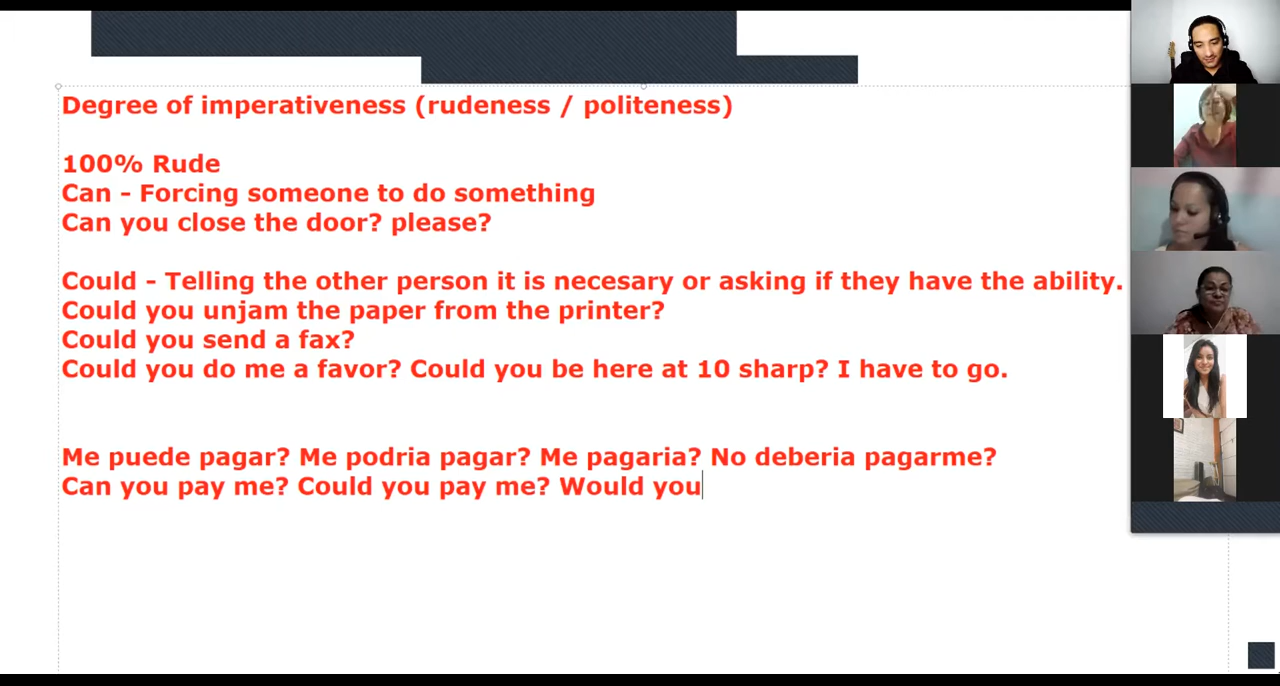 Degree of imperativeness (rudeness / politeness)
100% Rude
Can - Forcing someone to do something
Can you close the door? please?
Could - Telling the other person it is necesary or asking if they have the ability.
Could you unjam the paper from the printer?
Could you send a fax?
Could you do me a favor? Could you be here at 10 sharp? I have to go.
Me puede pagar? Me podria pagar? Me pagaria? No deberia pagarme?
Can you pay me? Could you pay me? Would you